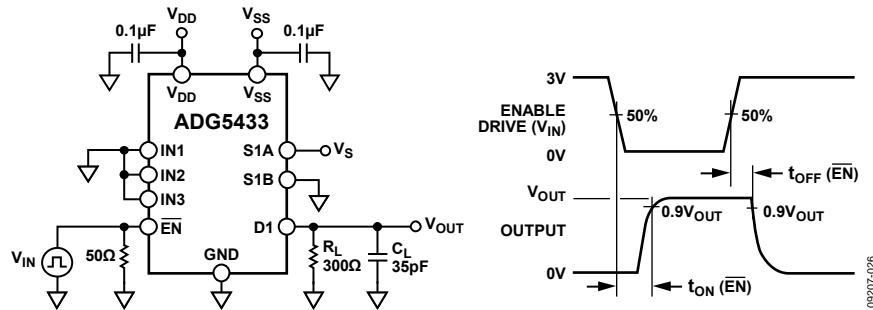 VDD
VSS
0.1µF
0.1µF
VDD
VSS
ADG5433
IN1
S1A
VS
IN2
S1B
IN3
EN
D1
VOUT
VIN
50Ω
GND
RL
300Ω
CL
35pF
3V
ENABLE
DRIVE (VIN)
50%
50%
0V
tOFF (EN)
VOUT
0.9VOUT
0.9VOUT
OUTPUT
0V
tON (EN)
09207-026